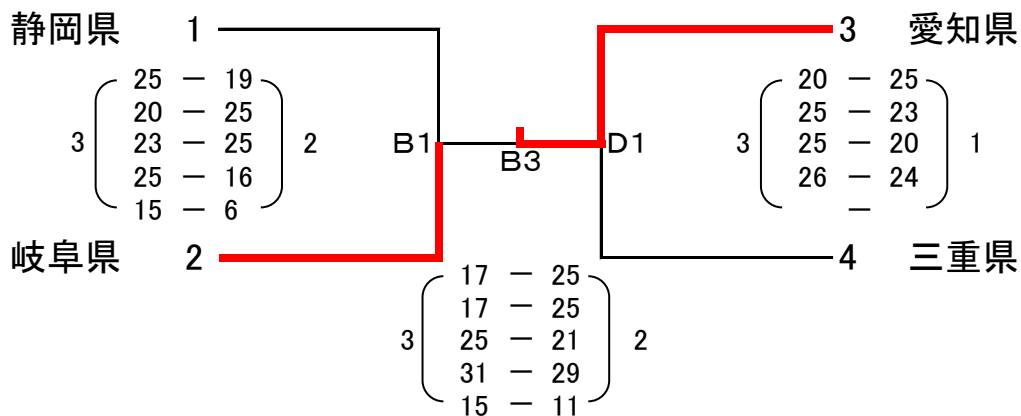 静岡県 1
3 愛知県
25 － 19
20 － 25
3 23 － 25 2
25 － 16
15 － 6
20 － 25
25 － 23
3 25 － 20 1
26 － 24
－
B1
B3
D1
岐阜県 2
4 三重県
17 － 25
17 － 25
3 25 － 21 2
31 － 29
15 － 11